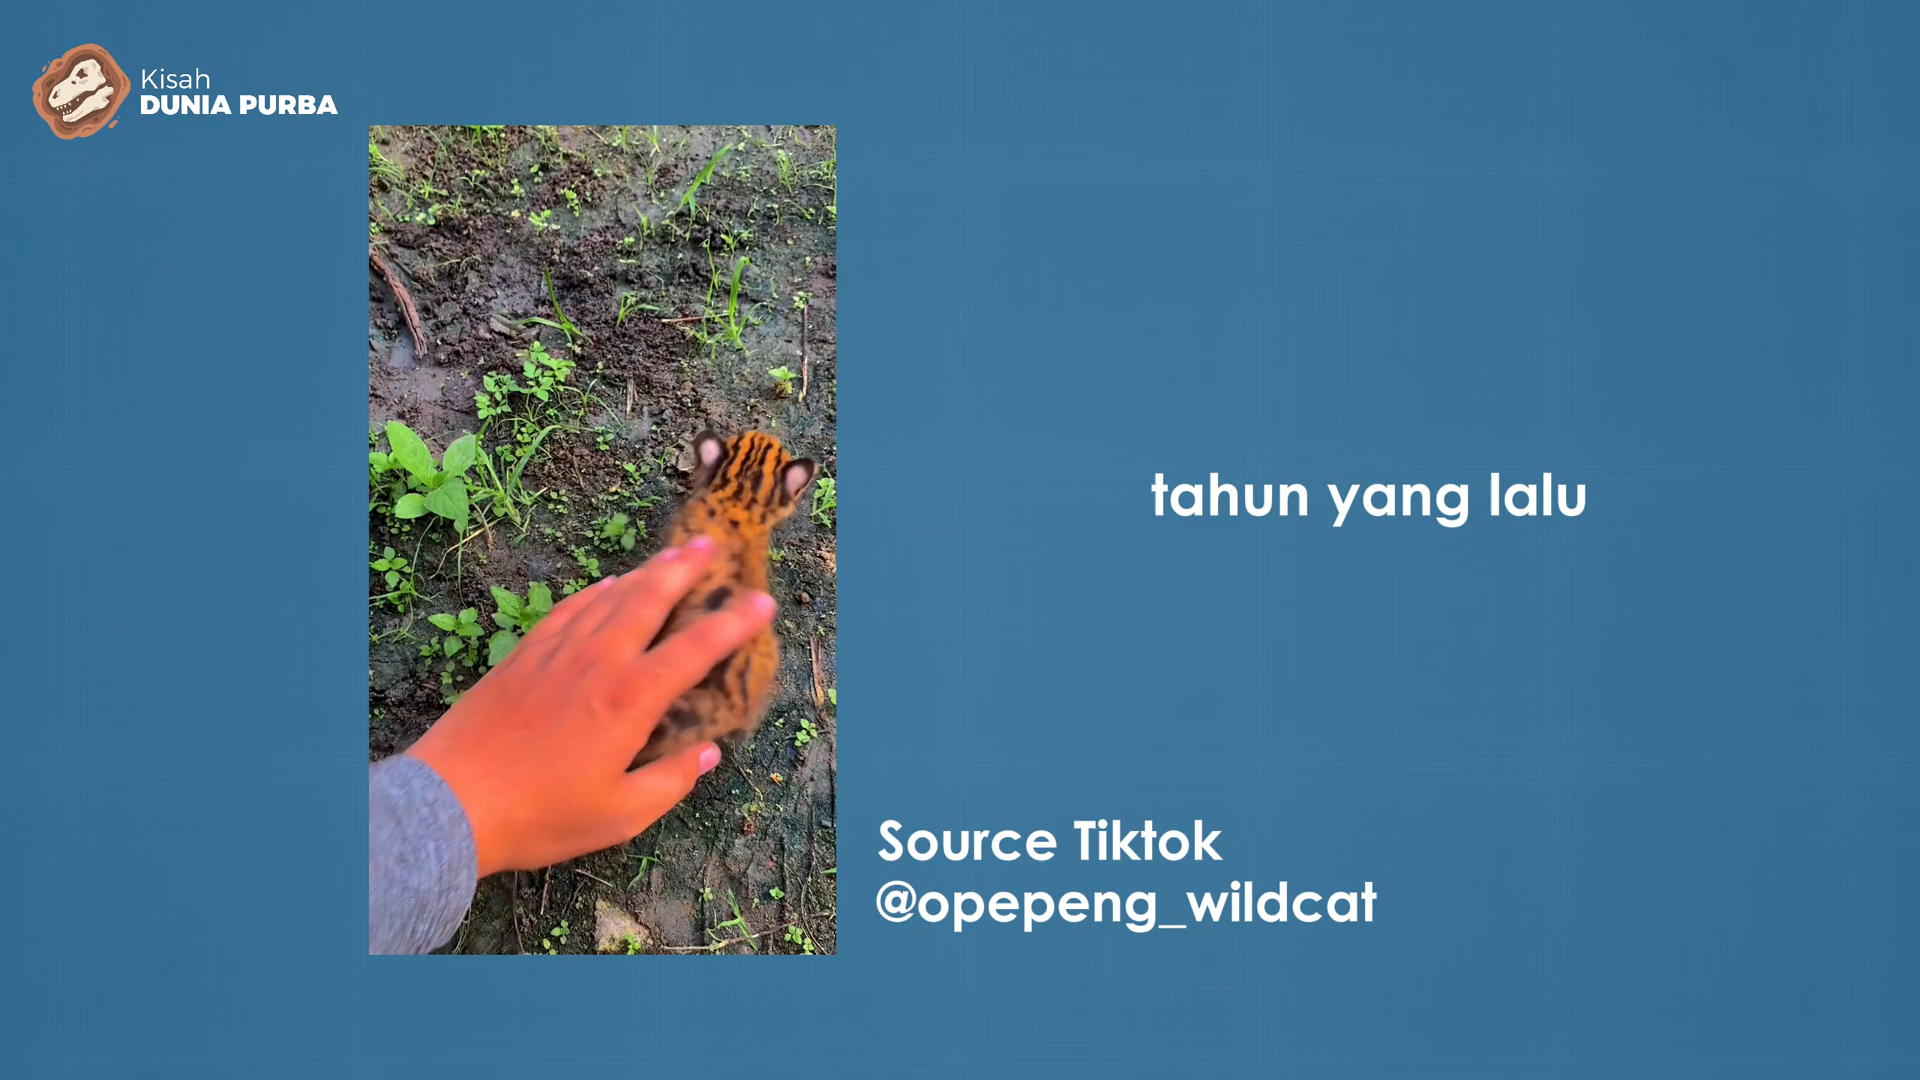 Kisah
DUNIA PURBA
tahun yang lalu
Source Tiktok
@opepeng_wildcat